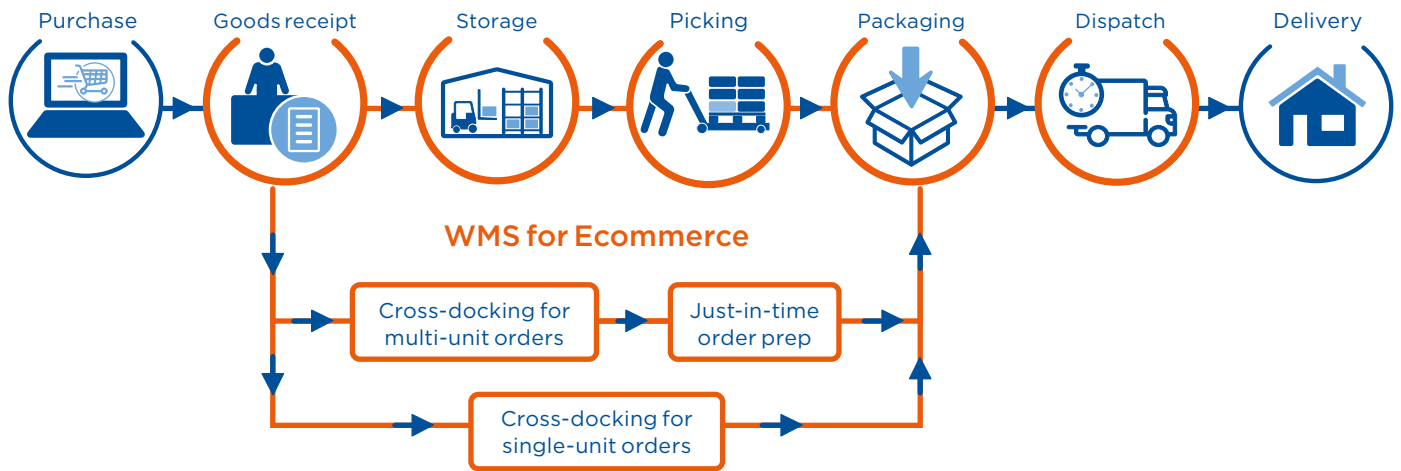 Purchase
Goods receipt
Storage
Picking
Packaging
Dispatch
Delivery
WMS for Ecommerce
Cross-docking for
multi-unit orders
Just-in-time
order prep
Cross-docking for
single-unit orders